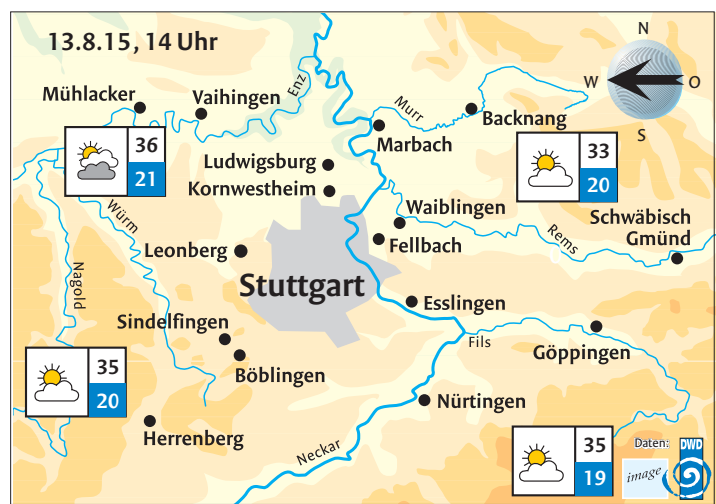 13.8.15, 14 Uhr
N
W
O
S
Enz
Mühlacker
Vaihingen
Murr
Backnang
Marbach
36
21
33
20
Ludwigsburg
Kornwestheim
Würm
Waiblingen
Schwäbisch
Gmünd
Rems
Leonberg
Fellbach
Nagold
Stuttgart
Esslingen
Sindelfingen
Fils
Göppingen
35
20
Böblingen
Nürtingen
Herrenberg
Neckar
35
19
Daten:
DWD
image